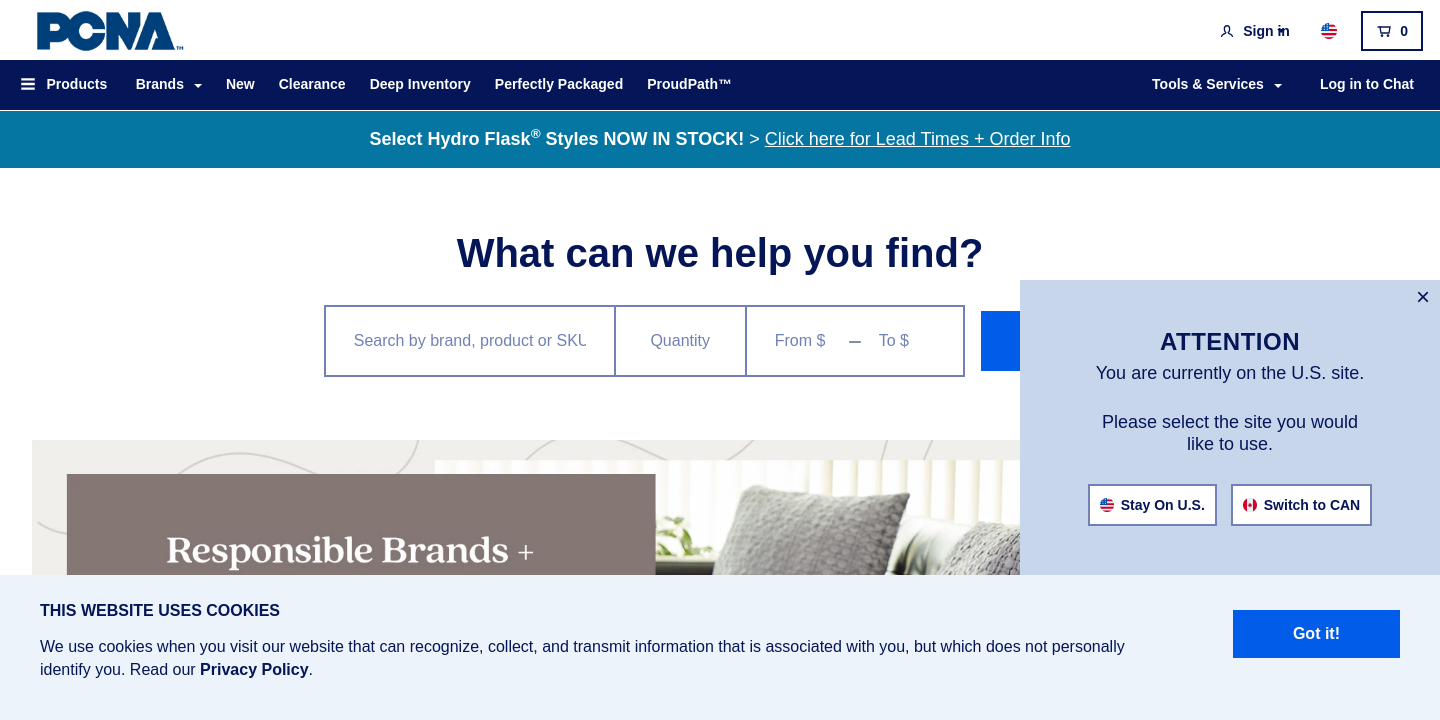 PCNA™
Sign in
0
Products
Brands
New
Clearance
Deep Inventory
Perfectly Packaged
ProudPath™
Tools & Services
Log in to Chat
Select Hydro Flask® Styles NOW IN STOCK! > Click here for Lead Times + Order Info
What can we help you find?
Search by brand, product or SKU
Quantity
From $
–
To $
×
ATTENTION
You are currently on the U.S. site.
Please select the site you would
like to use.
Stay On U.S.
Switch to CAN
Responsible Brands +
THIS WEBSITE USES COOKIES
We use cookies when you visit our website that can recognize, collect, and transmit information that is associated with you, but which does not personally
identify you. Read our Privacy Policy.
Got it!